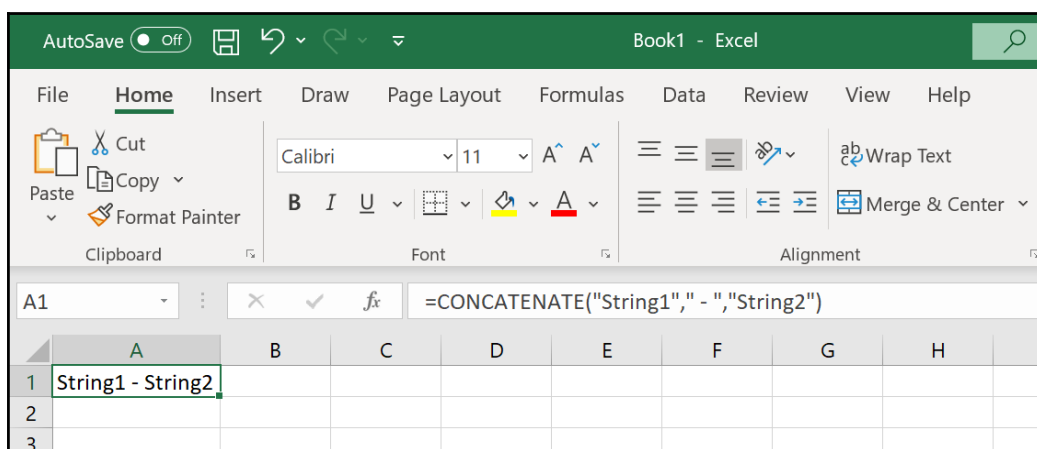 AutoSave Off Book1 - Excel
File Home Insert Draw Page Layout Formulas Data Review View Help
Cut
Copy
Paste
Format Painter
Clipboard
Calibri 11 A A
B I U A
Font
ab c Wrap Text
Merge & Center
Alignment
A1 fx =CONCATENATE("String1"," - ","String2")
A B C D E F G H
1 String1 - String2
2
3